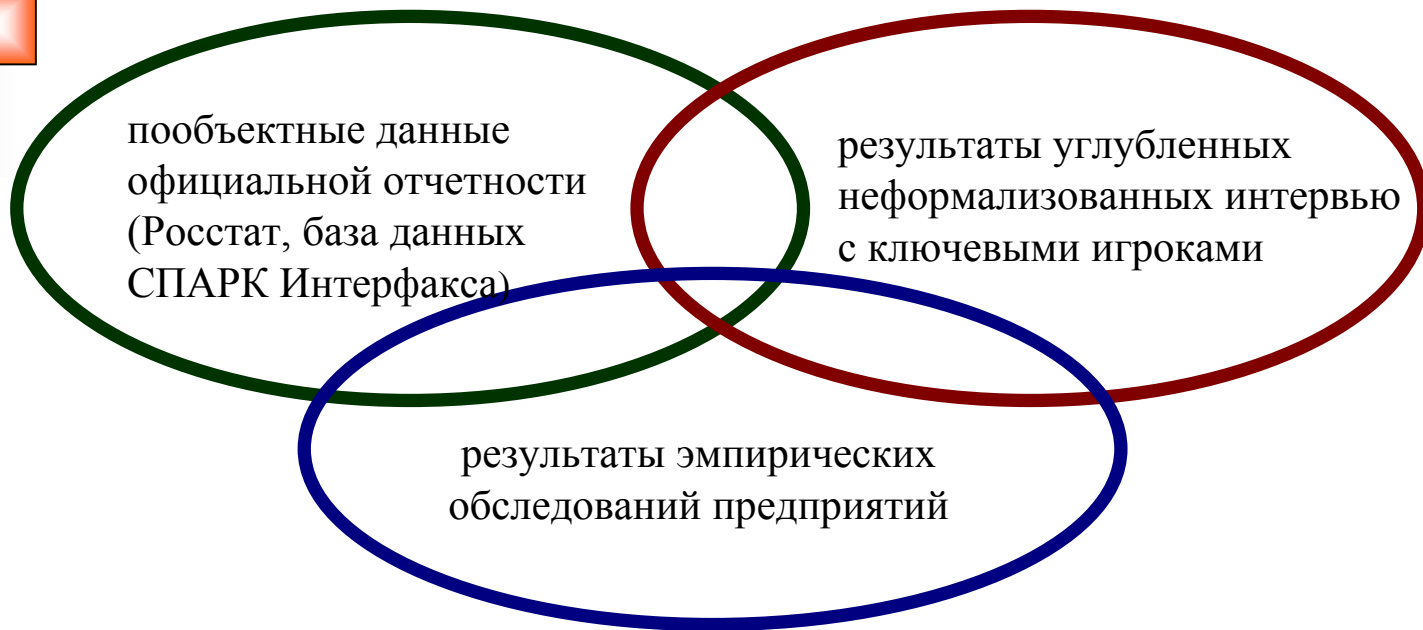 пообъектные данные
официальной отчетности
(Росстат, база данных
СПАРК Интерфакса)
результаты углубленных
неформализованных интервью
с ключевыми игроками
результаты эмпирических
обследований предприятий